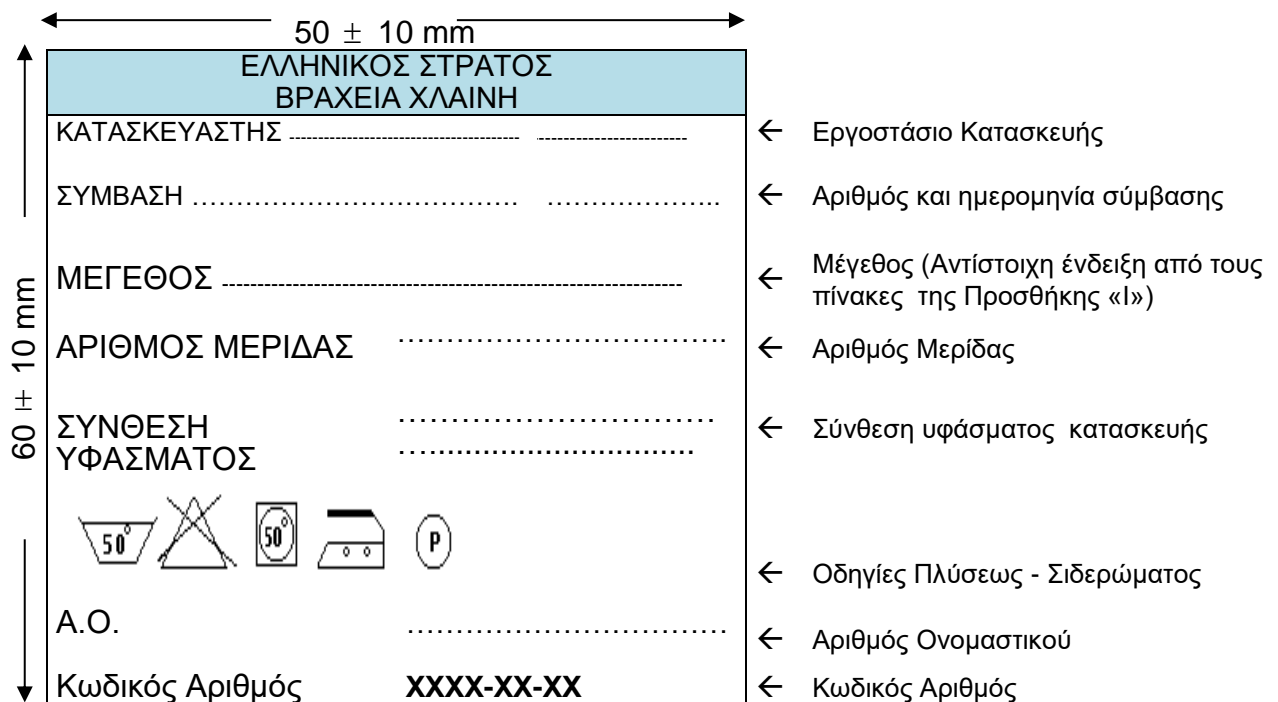 50 ± 10 mm
60 ± 10 mm
ΕΛΛΗΝΙΚΟΣ ΣΤΡΑΤΟΣ
ΒΡΑΧΕΙΑ ΧΛΑΙΝΗ
ΚΑΤΑΣΚΕΥΑΣΤΗΣ ---------------------------------------- --------------------------
← Εργοστάσιο Κατασκευής
ΣΥΜΒΑΣΗ ………………………………. ………………..
← Αριθμός και ημερομηνία σύμβασης
ΜΕΓΕΘΟΣ --------------------------------------------------------------------
← Μέγεθος (Αντίστοιχη ένδειξη από τους
πίνακες της Προσθήκης «Ι»)
ΑΡΙΘΜΟΣ ΜΕΡΙΔΑΣ …………………………….
← Αριθμός Μερίδας
ΣΥΝΘΕΣΗ ………………………….
ΥΦΑΣΜΑΤΟΣ ……………………………….
← Σύνθεση υφάσματος κατασκευής
50° 50° P
← Οδηγίες Πλύσεως - Σιδερώματος
Α.Ο. ……………………………
← Αριθμός Ονομαστικού
Κωδικός Αριθμός XXXX-XX-XX
← Κωδικός Αριθμός